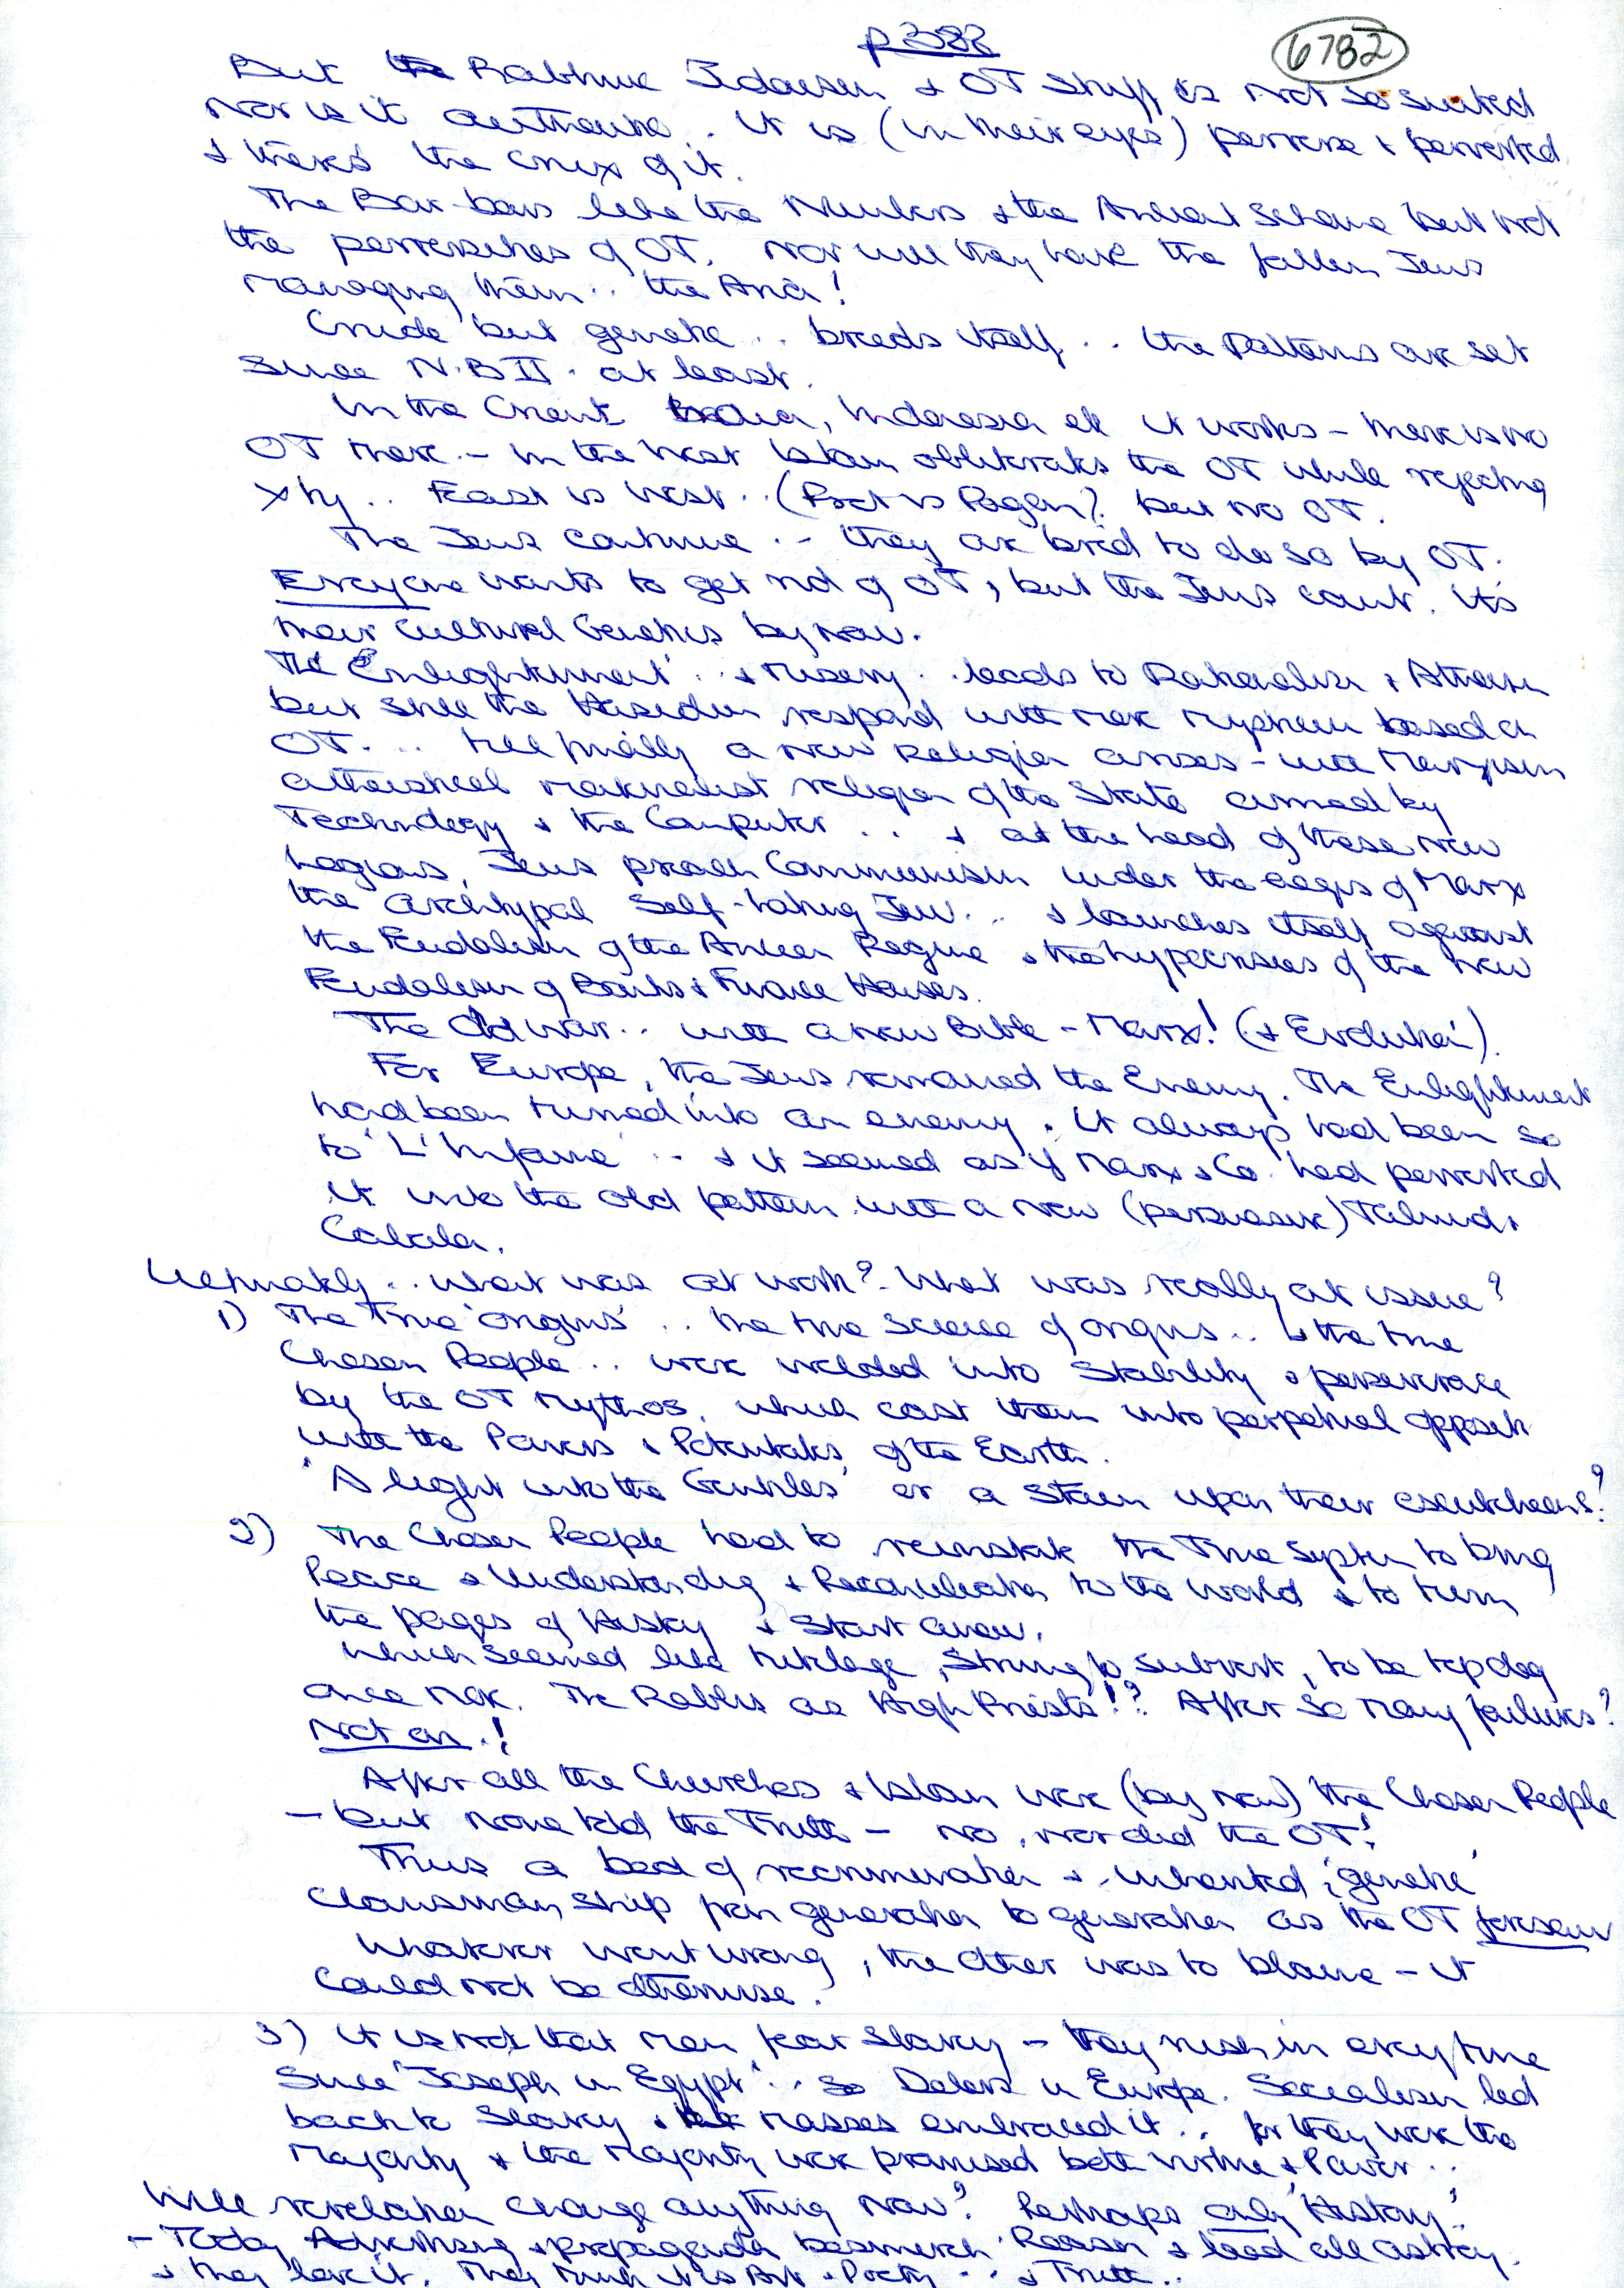 p 388
6782
But Rabbinic Judaism & OT stuff is not so suited
Nor is it authentic. It is (in their eyes) perverse & perverted
& there's the crux of it.
The Bar-bars like the Numbers & the Ancient Scheme but not
the perversities of OT. Nor will they have the fallen Jews
managing them .. the Aria!
Crude but genetic .. breeds itself .. the patterns are set
since N.B II. at least.
In the Orient India, Indonesia etc it works – there is no
OT there – in the West Islam obliterates the OT while rejecting
Xty .. East is West .. (Both is Pagan?) but no OT.
The Jews continue .. they are bred to do so by OT.
Everyone wants to get rid of OT, but the Jews can't. It's
their Cultural Genetics by now.
The 'Enlightenment' .. & misery .. leads to Rationalism & Atheism
but still the Hasidim respond with more mysticism based on
OT ... till finally a new Religion arises – with Marxism
atheistical materialist religion of the State armed by
Technology & the Computer .. & at the head of these new
Legions, Jews preach Communism under the aegis of Marx
the archetypal Self-hating Jew .. & launches itself against
the Feudalism of the Ancien Regime & the hypocrisies of the new
Feudalism of Banks & Finance Houses.
The Old War .. with a new Bible – Marx! (& Evolution).
For Europe, the Jews remained the Enemy. The Enlightenment
had been turned into an enemy. It always had been so
to 'L'Infame' .. & it seemed as if Marx & Co. had perverted
it into the old pattern with a new (persuasive) Talmud &
Cabala.
Ultimately .. what was at work? What was really at issue?
1) The True 'Origins' .. the true science of origins .. & the true
Chosen People .. were welded into Stability & perseverance
by the OT Mythos, which cast them into perpetual opposit
with the Powers & Potentates of the Earth.
'A light unto the Gentiles' or a Stain upon their escutcheons?
2) The Chosen People had to reinstate the True System to bring
Peace & Understanding & Reconciliation to the world & to turn
the pages of History & Start anew.
Which seemed like tutelage, Striving to subvert, to be top dog
once more. The Rabbis as High Priests!? After so many failures?
Not on.!
After all the Churches & Islam were (by now) the Chosen People
– but none told the Truth – no, nor did the OT!
Thus a bed of recrimination & inherited 'genetic'
Clansmanship from generation to generation as the OT foresaw
Whatever went wrong, the other was to blame – it
could not be otherwise.
3) It is not that men fear Slavery – they rush in every time
Since 'Joseph in Egypt' .. so Delors in Europe. Socialism led
back to Slavery & masses embraced it .. for they were the
Majority & the Majority were promised both Virtue & Power ..
Will revelation change anything now? Perhaps only 'History'!
– Today Advertising & propaganda besmirch Reason & lead all astray.
& they love it. They think it is Art & Poetry .. & Truth ..